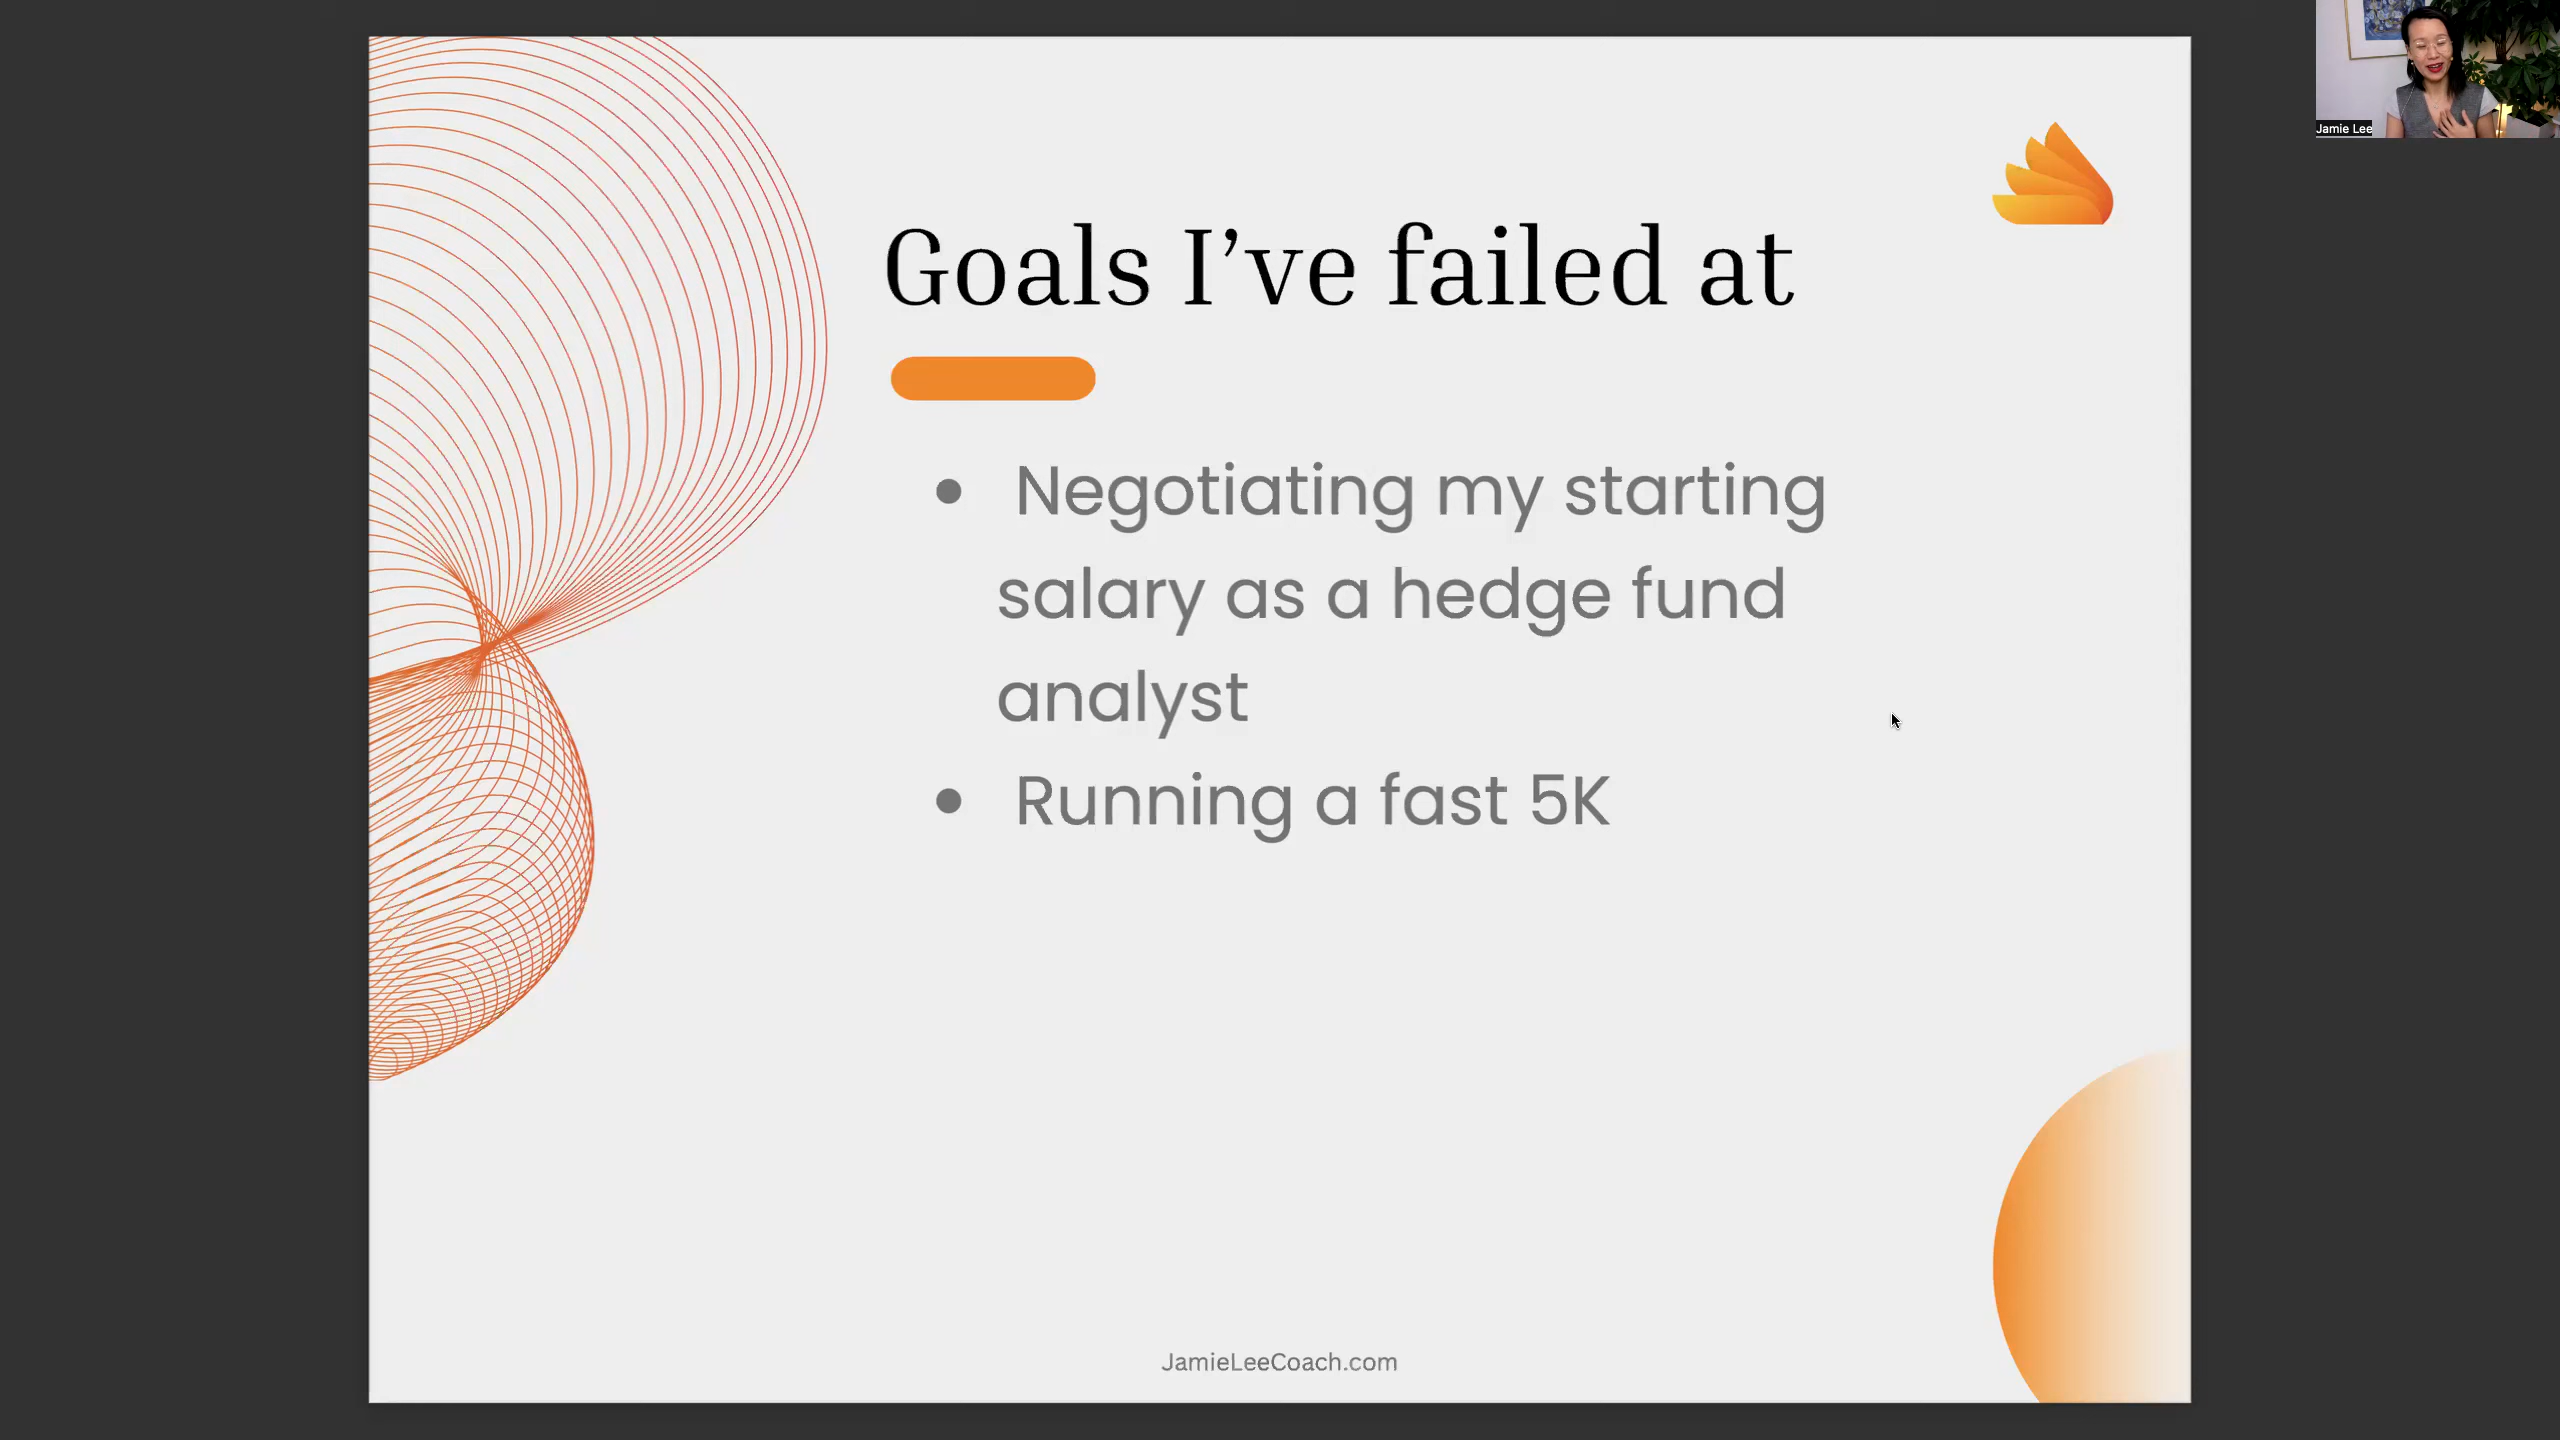 Jamie Lee
Goals I've failed at
• Negotiating my starting
salary as a hedge fund
analyst
• Running a fast 5K
JamieLeeCoach.com